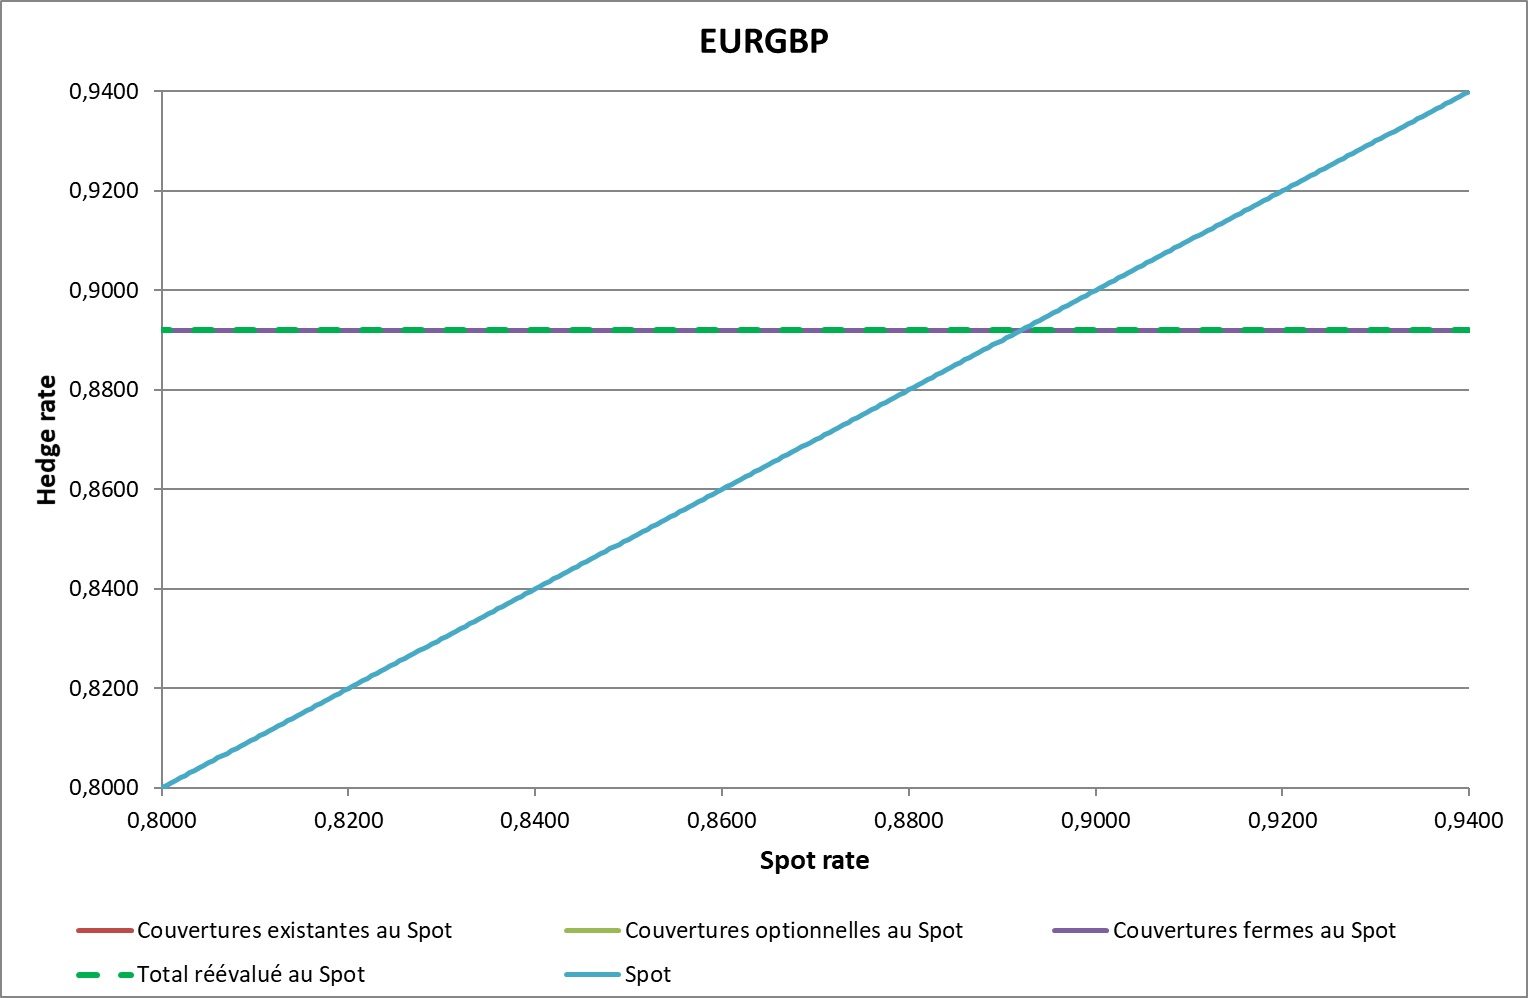 EURGBP
0,9400
0,9200
0,9000
0,8800
0,8600
0,8400
0,8200
0,8000
Hedge rate
0,8000 0,8200 0,8400 0,8600 0,8800 0,9000 0,9200 0,9400
Spot rate
Couvertures existantes au Spot Couvertures optionnelles au Spot Couvertures fermes au Spot
Total réévalué au Spot Spot